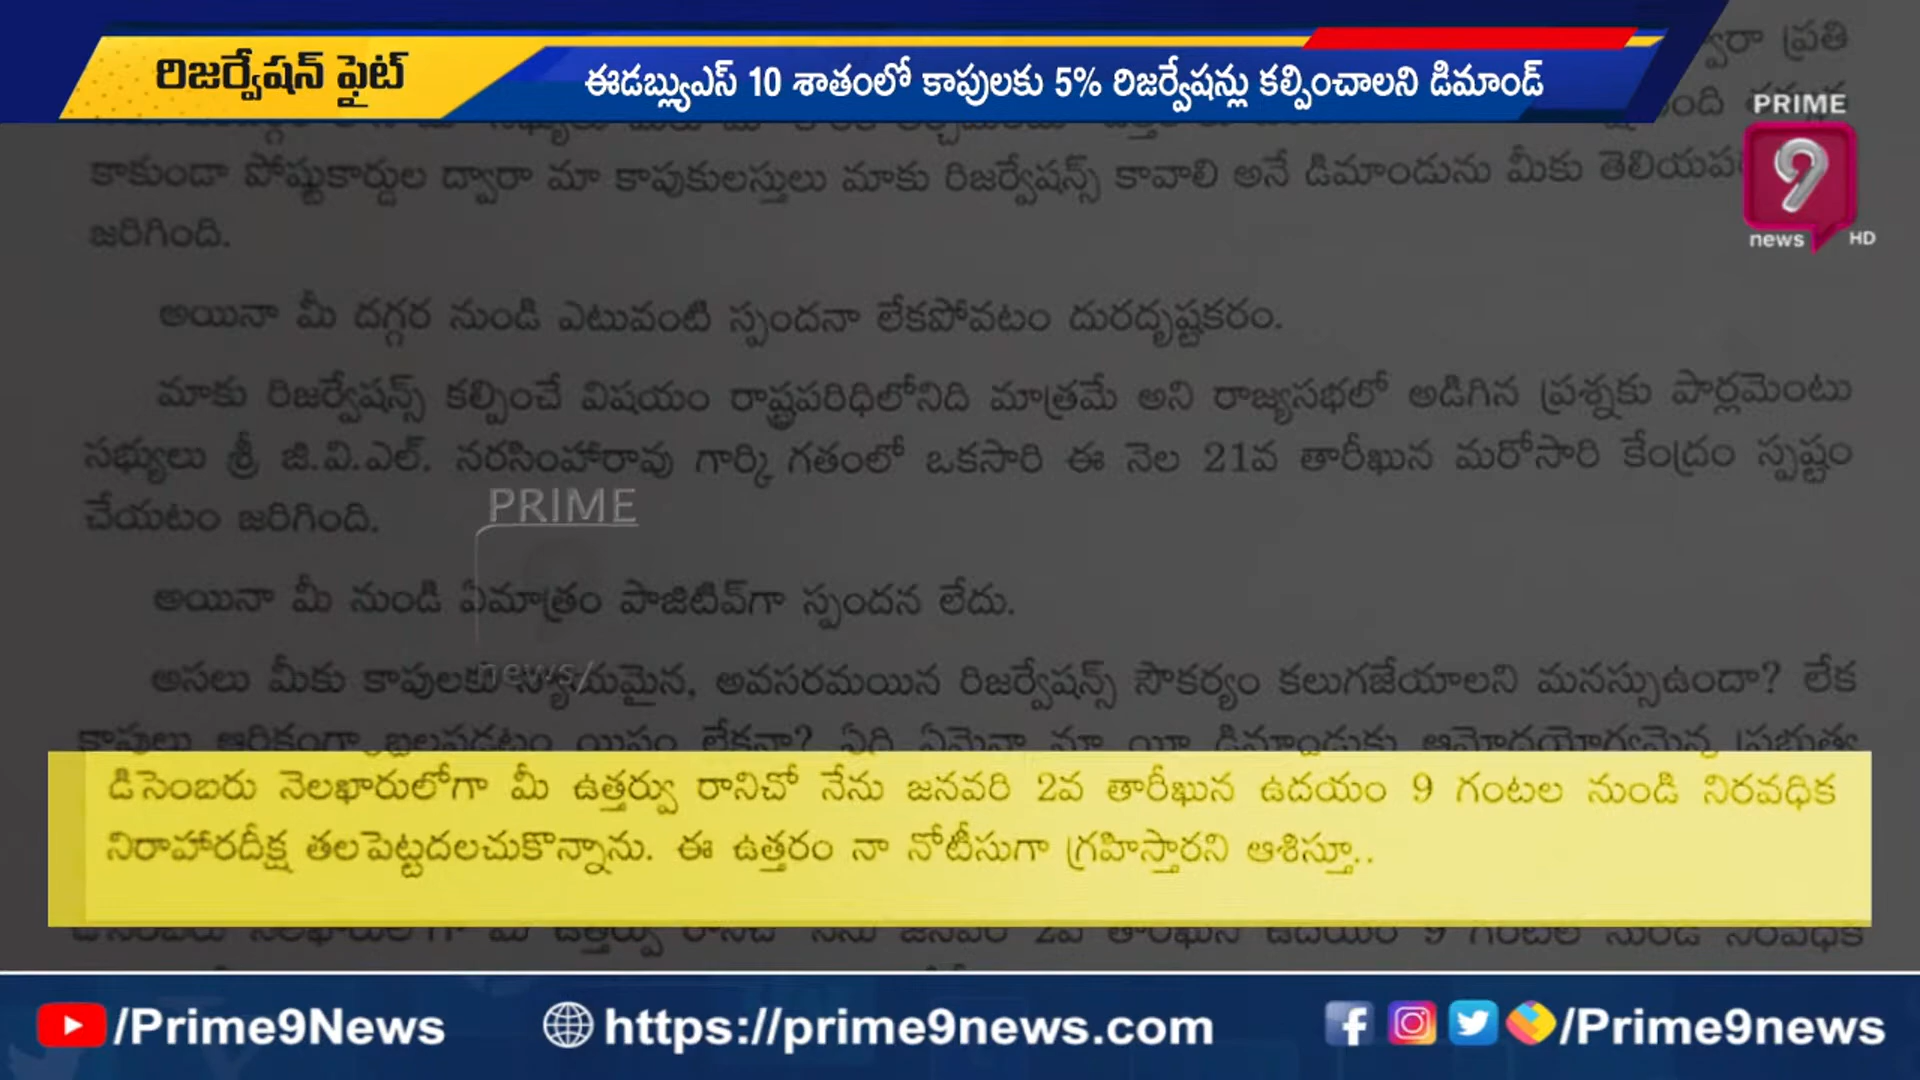 రిజర్వేషన్ ఫైట్
ఈడబ్ల్యుఎస్ 10 శాతంలో కాపులకు 5% రిజర్వేషన్లు కల్పించాలని డిమాండ్
ద్వారా ప్రతి
PRIME
9
news HD
కాకుండా పోష్టుకార్డుల ద్వారా మా కాపుకులస్తులు మాకు రిజర్వేషన్స్ కావాలి అనే డిమాండును మీకు
జరిగింది.
అయినా మీ దగ్గర నుండి ఎటువంటి స్పందనా లేకపోవటం దురదృష్టకరం.
మాకు రిజర్వేషన్స్ కల్పించే విషయం రాష్ట్రపరిధిలోనిది మాత్రమే అని రాజ్యసభలో అడిగిన ప్రశ్నకు పార్లమెంటు
సభ్యులు శ్రీ జి.వి.ఎల్. నరసింహారావు గార్కి గతంలో ఒకసారి ఈ నెల 21వ తారీఖున మరోసారి కేంద్రం స్పష్టం
చేయటం జరిగింది.
PRIME
అయినా మీ నుండి ఏమాత్రం పాజిటివ్‌గా స్పందన లేదు.
news
అసలు మీకు కాపులకు న్యాయమైన, అవసరమయిన రిజర్వేషన్స్ సౌకర్యం కలుగజేయాలని మనస్సుఉందా? లేక
డిసెంబరు నెలఖారులోగా మీ ఉత్తర్వు రానిచో నేను జనవరి 2వ తారీఖున ఉదయం 9 గంటల నుండి నిరవధిక
నిరాహారదీక్ష తలపెట్టదలచుకొన్నాను. ఈ ఉత్తరం నా నోటీసుగా గ్రహిస్తారని ఆశిస్తూ..
/Prime9News
https://prime9news.com
/Prime9news